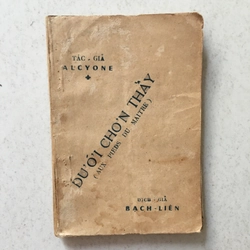 TÁC - GIẢ
ALCYONE
DƯỚI CHƠN THẦY
(AUX PIEDS DU MAITRE)
DỊCH - GIẢ
BẠCH-LIÊN